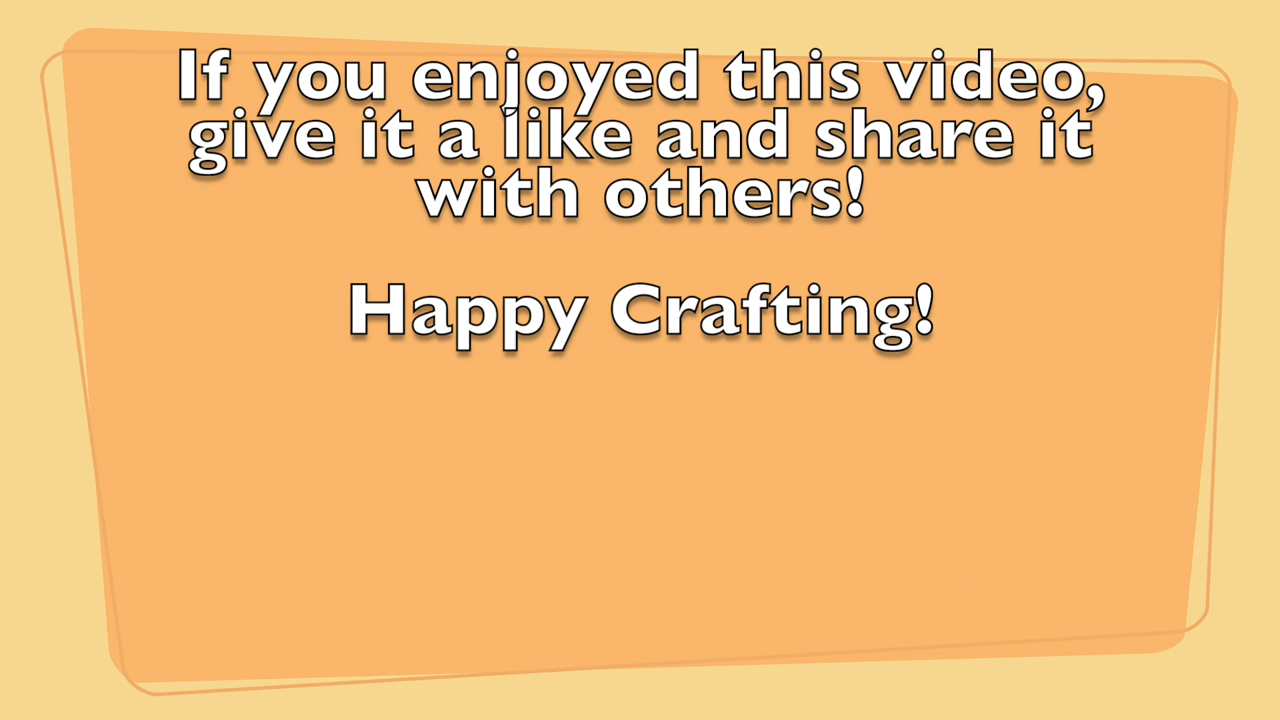 If you enjoyed this video,
give it a like and share it
with others!
Happy Crafting!